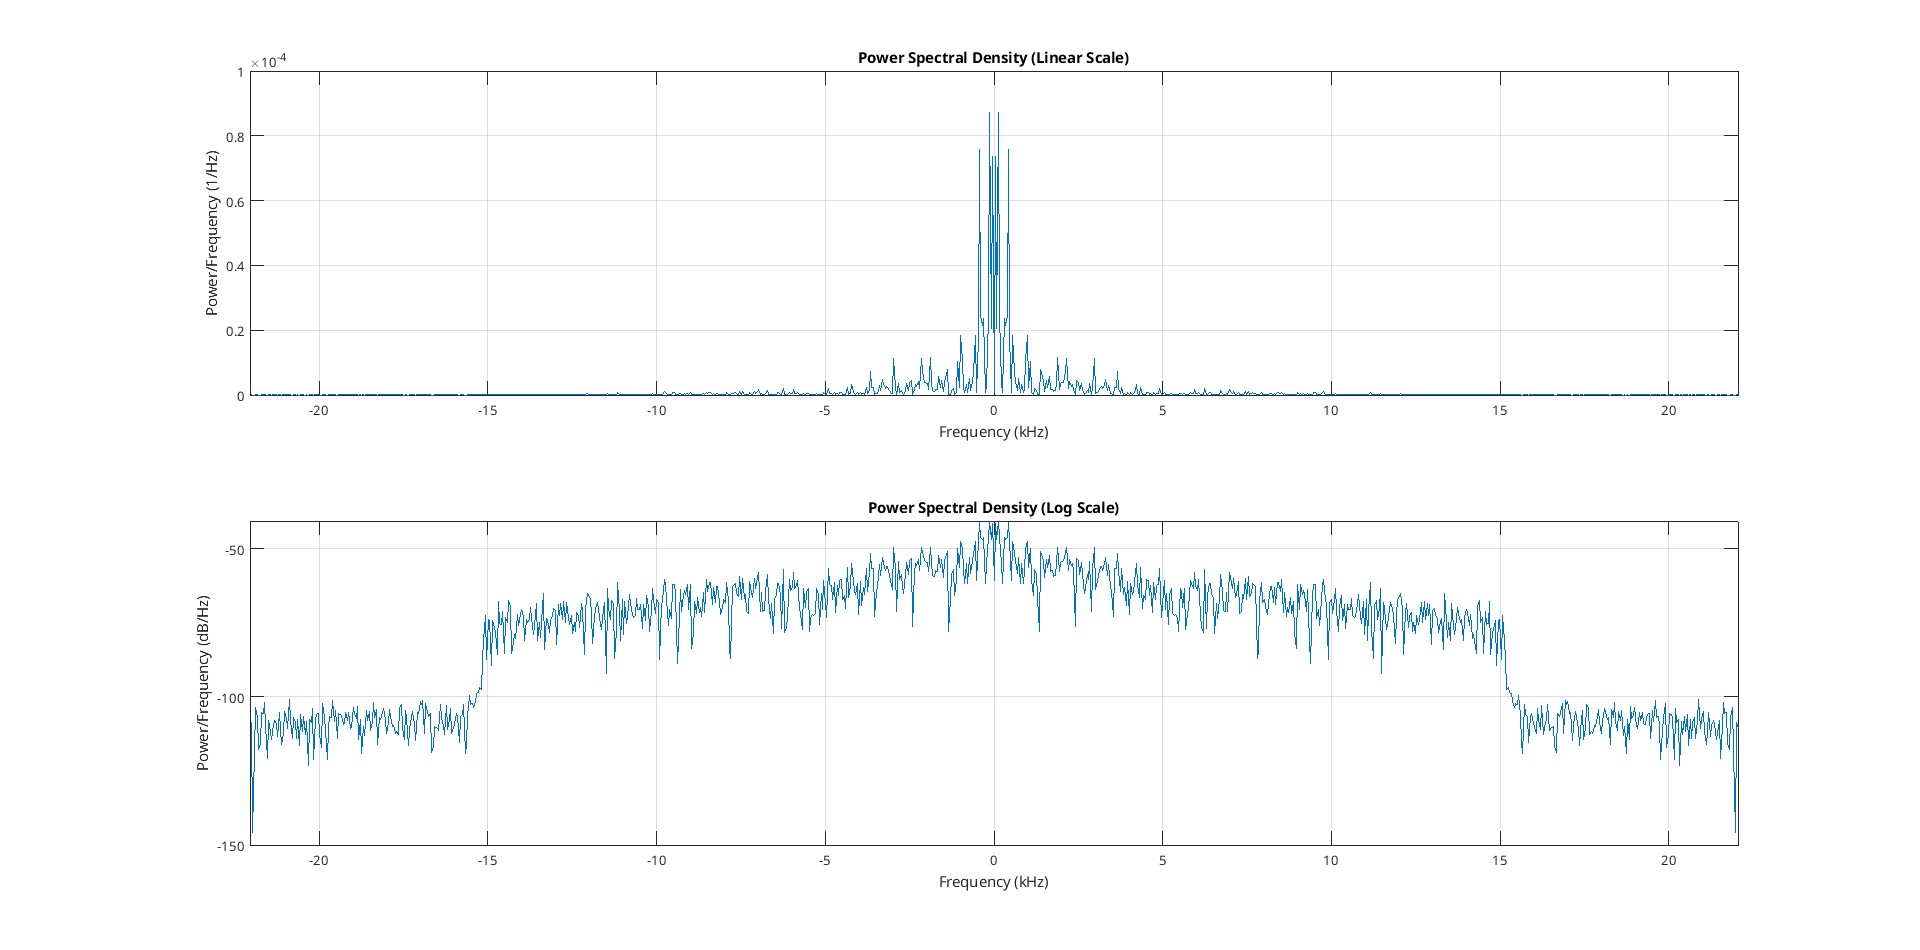 Power Spectral Density (Linear Scale)
×10⁻⁴
1
0.8
0.6
0.4
0.2
0
Power/Frequency (1/Hz)
-20 -15 -10 -5 0 5 10 15 20
Frequency (kHz)
Power Spectral Density (Log Scale)
-50
-100
-150
Power/Frequency (dB/Hz)
-20 -15 -10 -5 0 5 10 15 20
Frequency (kHz)